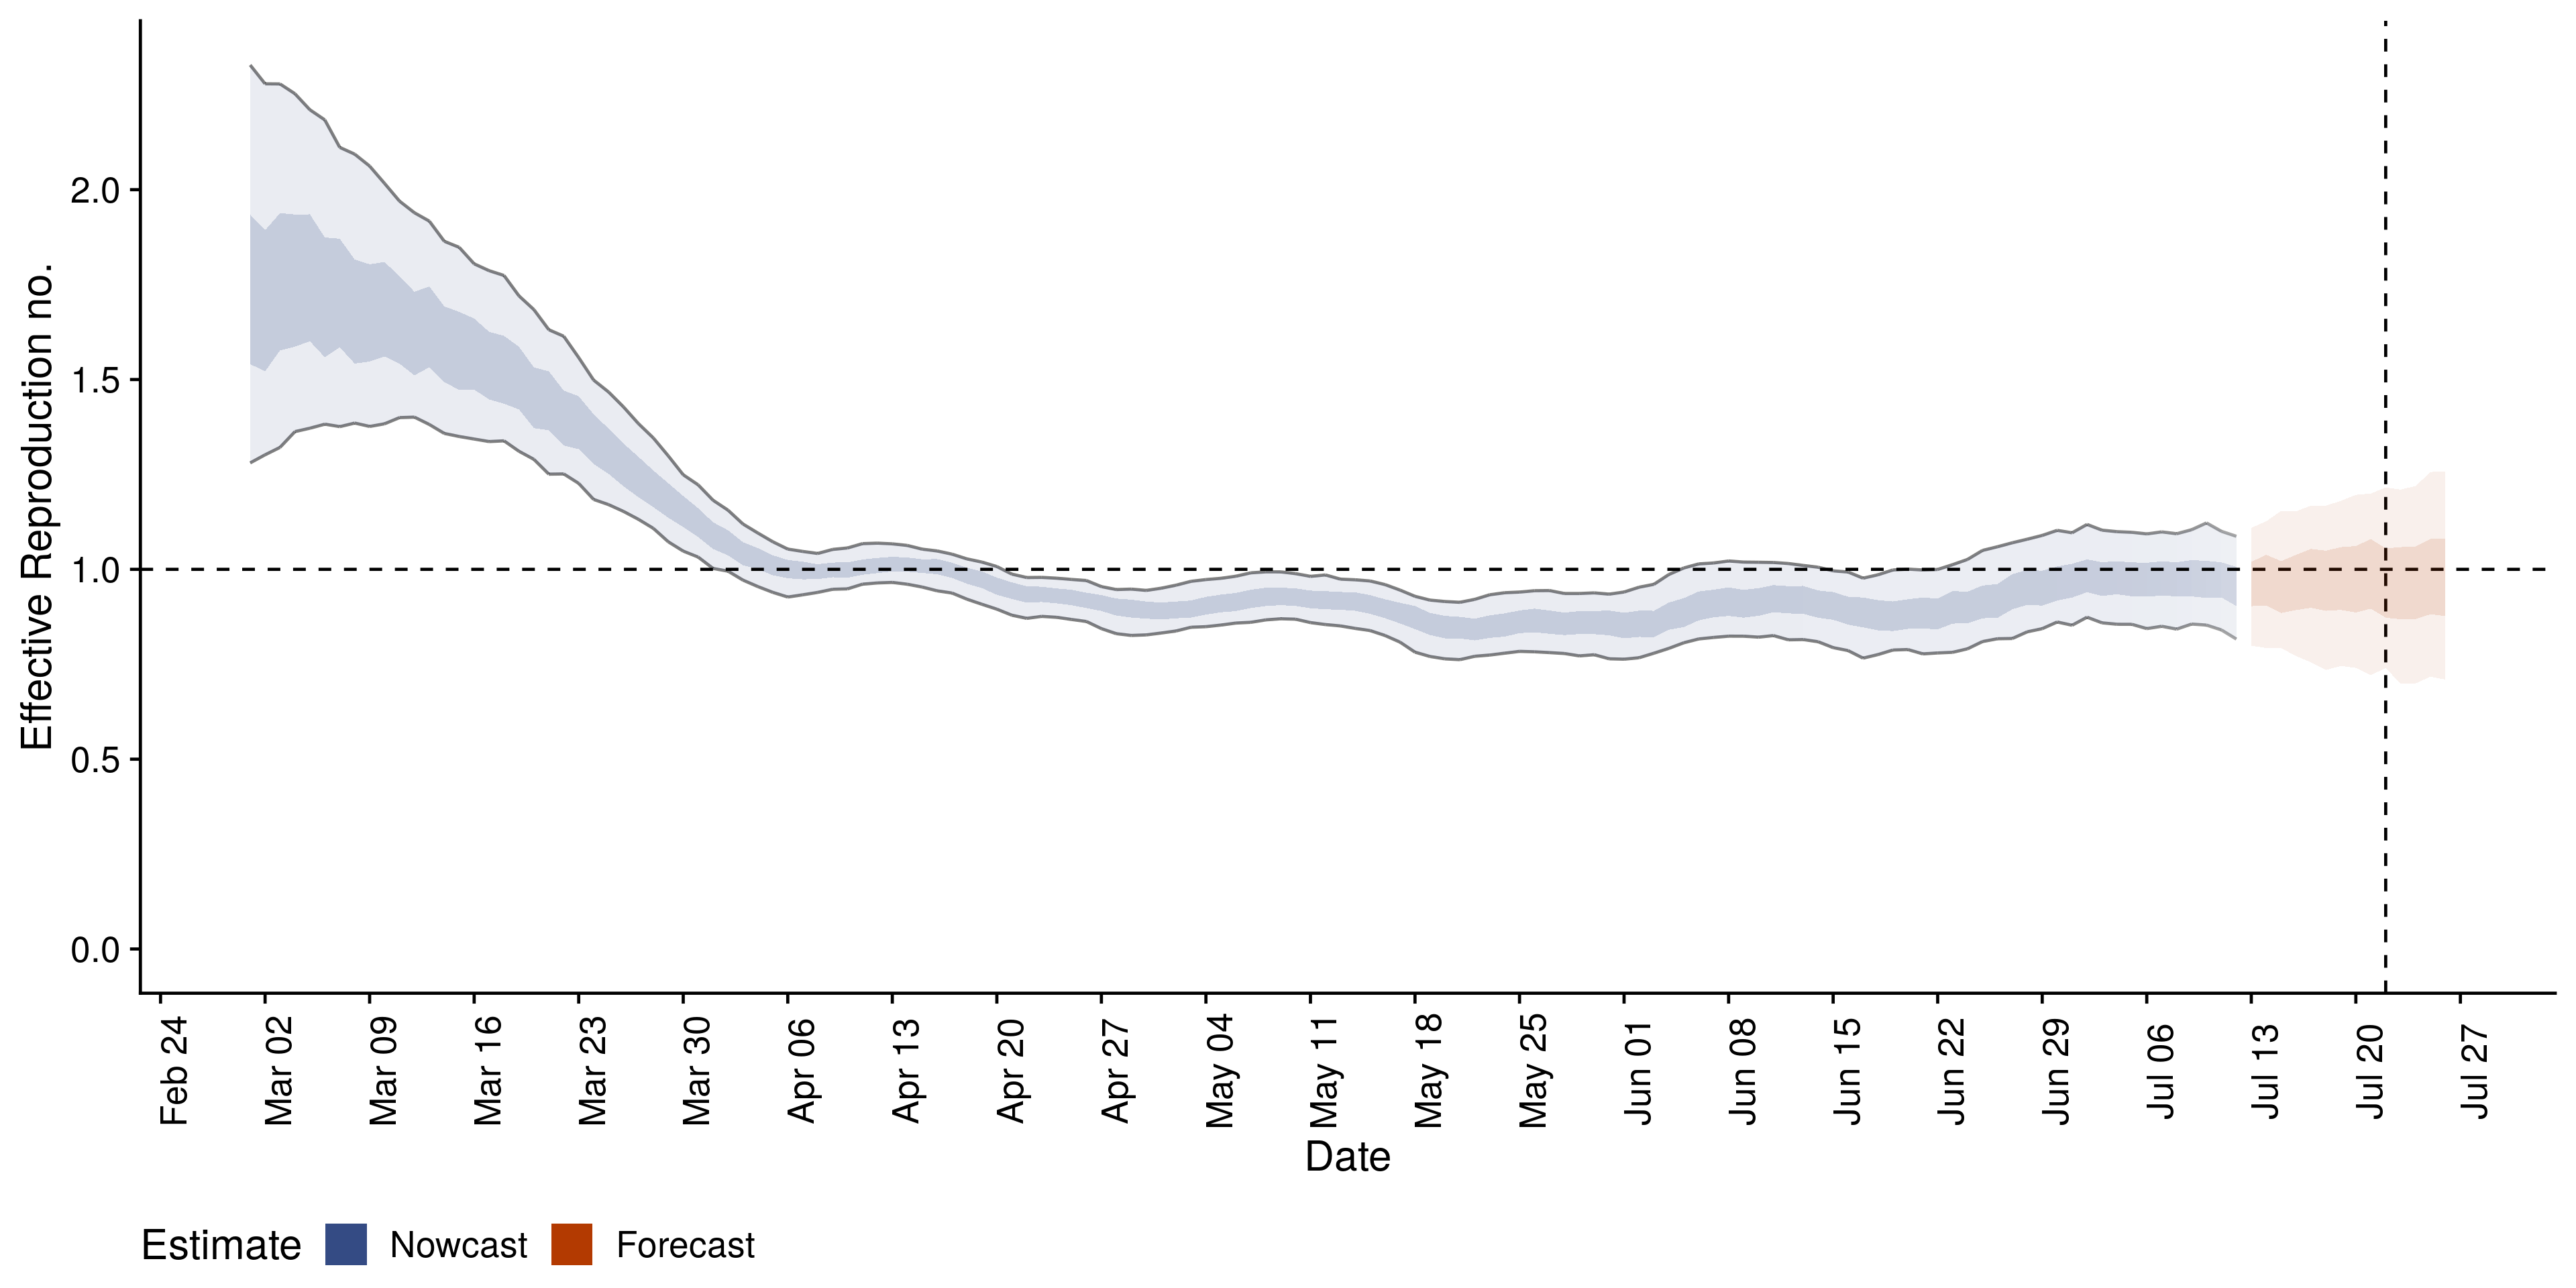 Effective Reproduction no.
2.0
1.5
1.0
0.5
0.0
Feb 24
Mar 02
Mar 09
Mar 16
Mar 23
Mar 30
Apr 06
Apr 13
Apr 20
Apr 27
May 04
May 11
May 18
May 25
Jun 01
Jun 08
Jun 15
Jun 22
Jun 29
Jul 06
Jul 13
Jul 20
Jul 27
Date
Estimate Nowcast Forecast